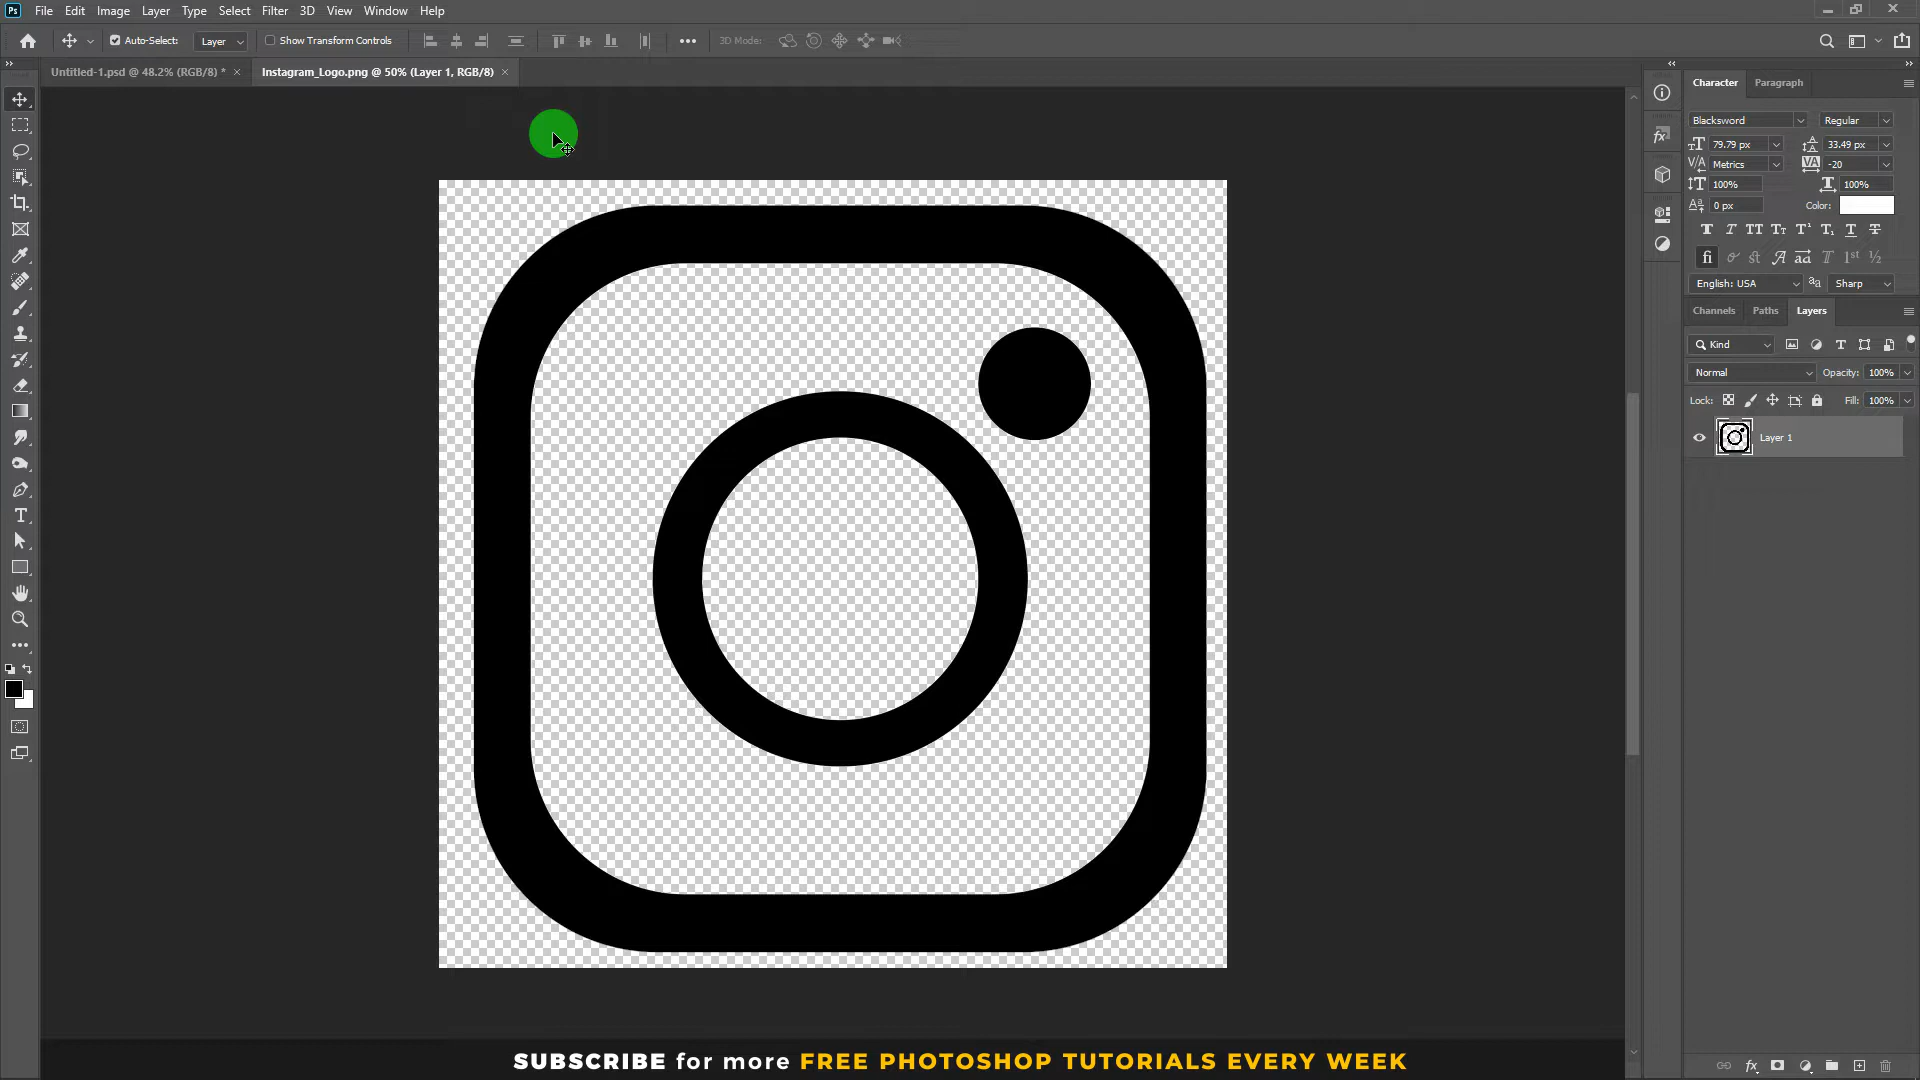 Ps File Edit Image Layer Type Select Filter 3D View Window Help
Auto-Select: Layer Show Transform Controls 3D Mode:
Untitled-1.psd @ 48.2% (RGB/8) * × Instagram_Logo.png @ 50% (Layer 1, RGB/8) ×
Character Paragraph
Blacksword Regular
79.79 px 33.49 px
Metrics -20
100% 100%
0 px Color:
English: USA Sharp
Channels Paths Layers
Kind
Normal Opacity: 100%
Lock: Fill: 100%
Layer 1
SUBSCRIBE for more FREE PHOTOSHOP TUTORIALS EVERY WEEK